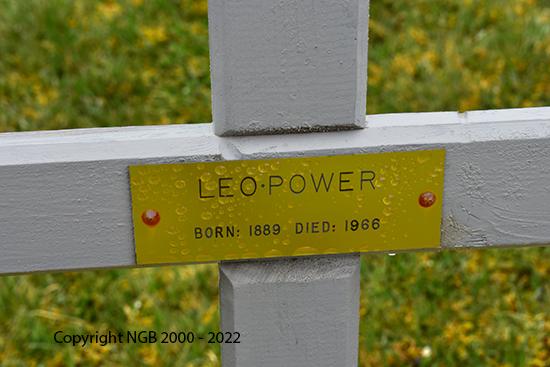 LEO·POWER
BORN: 1889 DIED: 1966
Copyright NGB 2000 - 2022